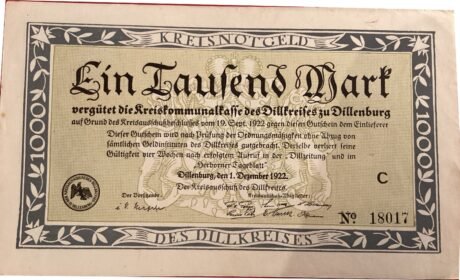 KREISNOTGELD
1000
1000
Ein Tausend Mark
vergütet die Kreiskommunalkasse des Dillkreises zu Dillenburg
auf Grund des Kreisausschußbeschlusses vom 19. Sept. 1922 gegen diesen Gutschein dem Einlieferer
Dieser Gutschein wird nach Prüfung der Ordnungsmäßigkeit ohne Abzug von
sämtlichen Geldinstituten des Dillkreises gutgebracht. Derselbe verliert seine
Gültigkeit vier Wochen nach erfolgtem Aufruf in der „Dillzeitung" und im
„Herborner Tageblatt".
Dillenburg, den 1. Dezember 1922.
C
Der Kreisausschuß des Dillkreises.
Der Vorsitzende:
Kreisausschuß-Mitglieder:
No 18017
DES DILLKREISES